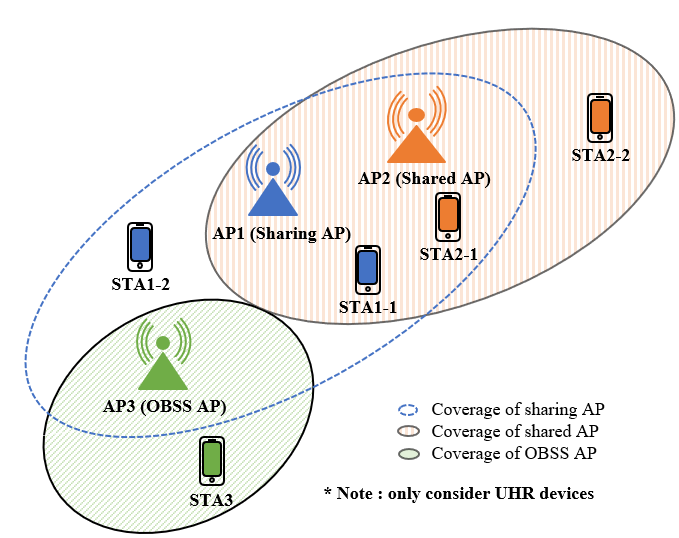 STA2-2
AP2 (Shared AP)
AP1 (Sharing AP)
STA2-1
STA1-2
STA1-1
AP3 (OBSS AP)
STA3
Coverage of sharing AP
Coverage of shared AP
Coverage of OBSS AP
* Note : only consider UHR devices